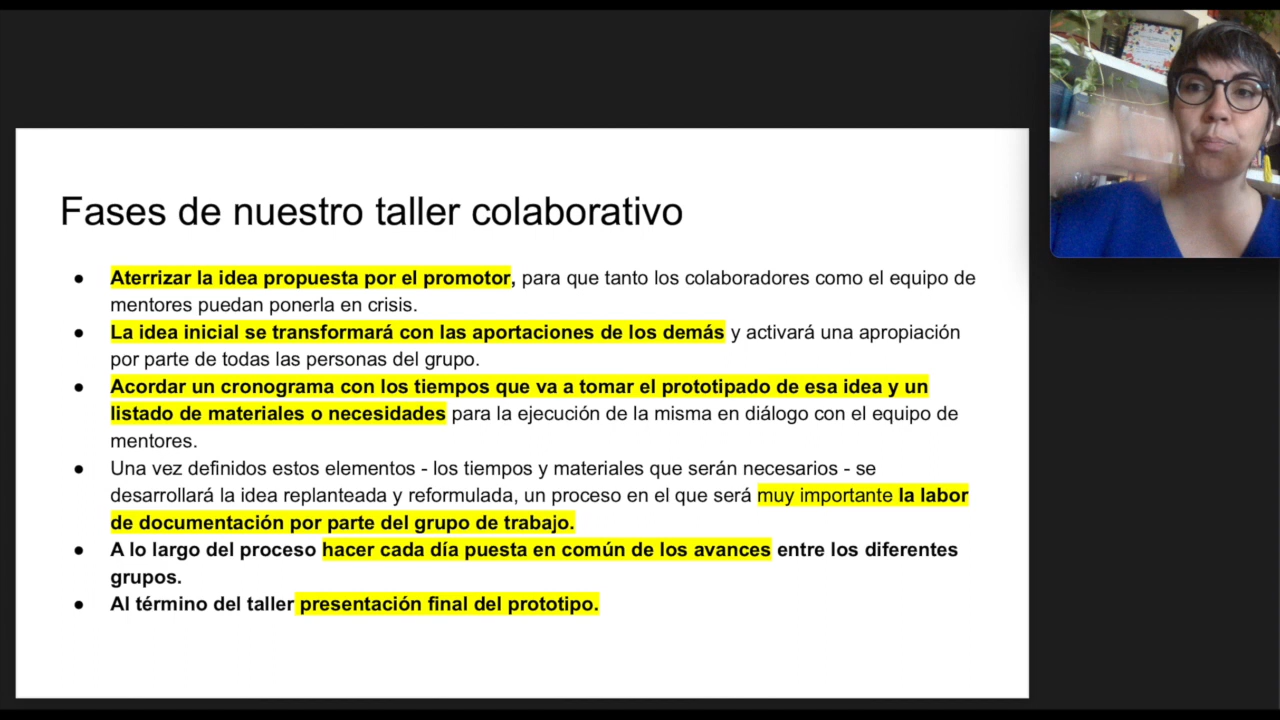 Fases de nuestro taller colaborativo
● Aterrizar la idea propuesta por el promotor, para que tanto los colaboradores como el equipo de
mentores puedan ponerla en crisis.
● La idea inicial se transformará con las aportaciones de los demás y activará una apropiación
por parte de todas las personas del grupo.
● Acordar un cronograma con los tiempos que va a tomar el prototipado de esa idea y un
listado de materiales o necesidades para la ejecución de la misma en diálogo con el equipo de
mentores.
● Una vez definidos estos elementos - los tiempos y materiales que serán necesarios - se
desarrollará la idea replanteada y reformulada, un proceso en el que será muy importante la labor
de documentación por parte del grupo de trabajo.
● A lo largo del proceso hacer cada día puesta en común de los avances entre los diferentes
grupos.
● Al término del taller presentación final del prototipo.